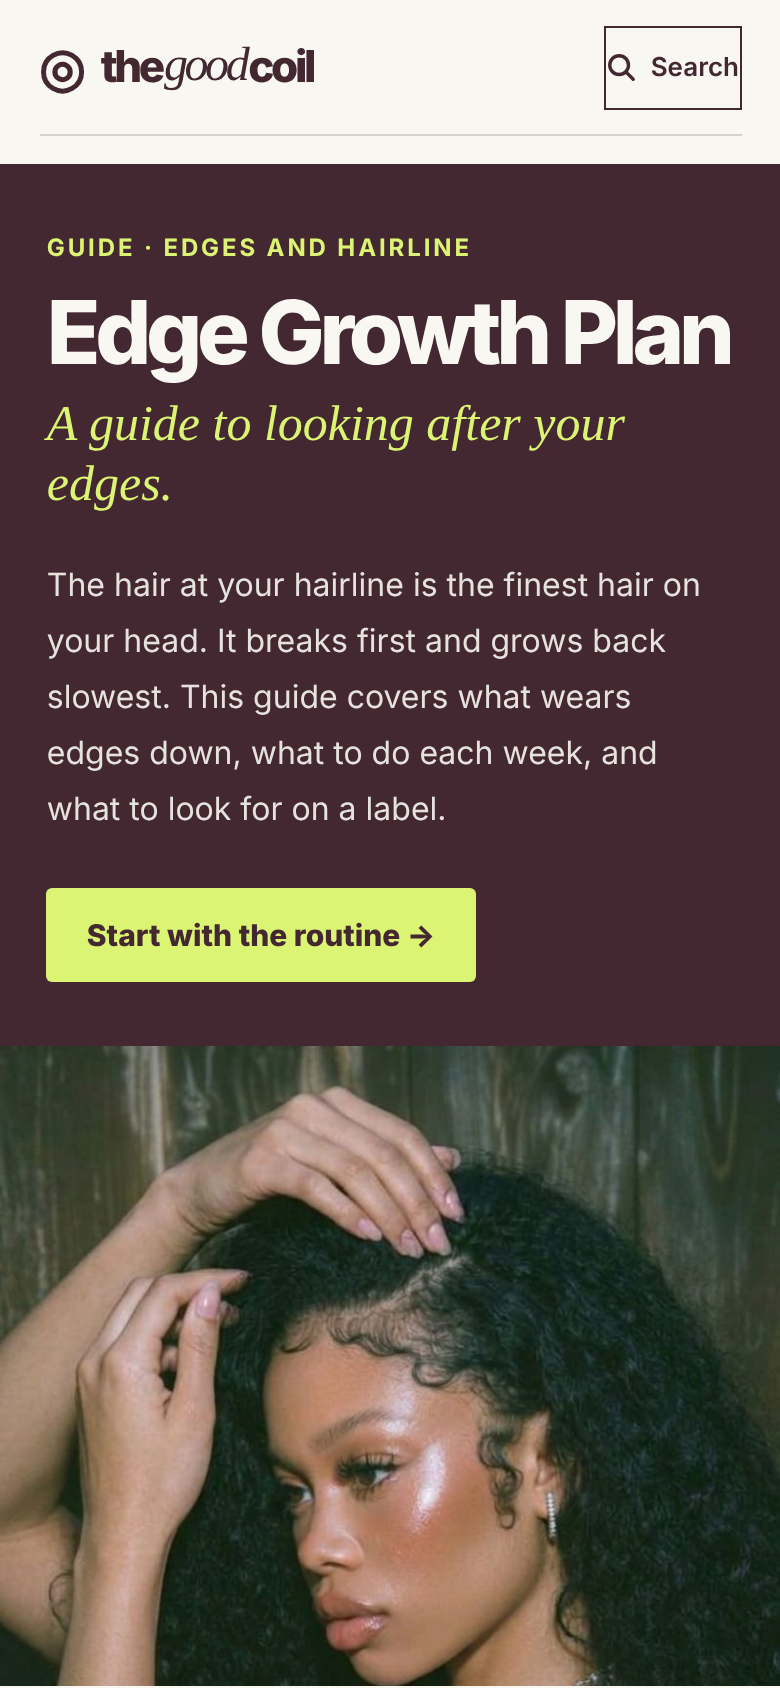 thegoodcoil
Search
GUIDE · EDGES AND HAIRLINE
Edge Growth Plan
A guide to looking after your
edges.
The hair at your hairline is the finest hair on
your head. It breaks first and grows back
slowest. This guide covers what wears
edges down, what to do each week, and
what to look for on a label.
Start with the routine →